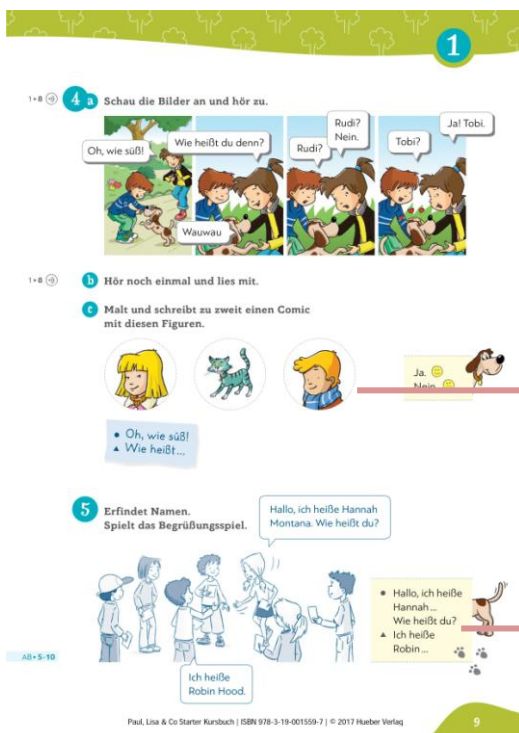 1
1•8
4 a Schau die Bilder an und hör zu.
Oh, wie süß!
Wie heißt du denn?
Wauwau
Rudi?
Rudi?
Nein.
Tobi?
Ja! Tobi.
1•8
b Hör noch einmal und lies mit.
c Malt und schreibt zu zweit einen Comic
mit diesen Figuren.
Ja.
Nein.
• Oh, wie süß!
▲ Wie heißt...
5 Erfindet Namen.
Spielt das Begrüßungsspiel.
Hallo, ich heiße Hannah
Montana. Wie heißt du?
• Hallo, ich heiße
Hannah ...
Wie heißt du?
▲ Ich heiße
Robin ...
AB•5-10
Ich heiße
Robin Hood.
Paul, Lisa & Co Starter Kursbuch | ISBN 978-3-19-001559-7 | © 2017 Hueber Verlag
9